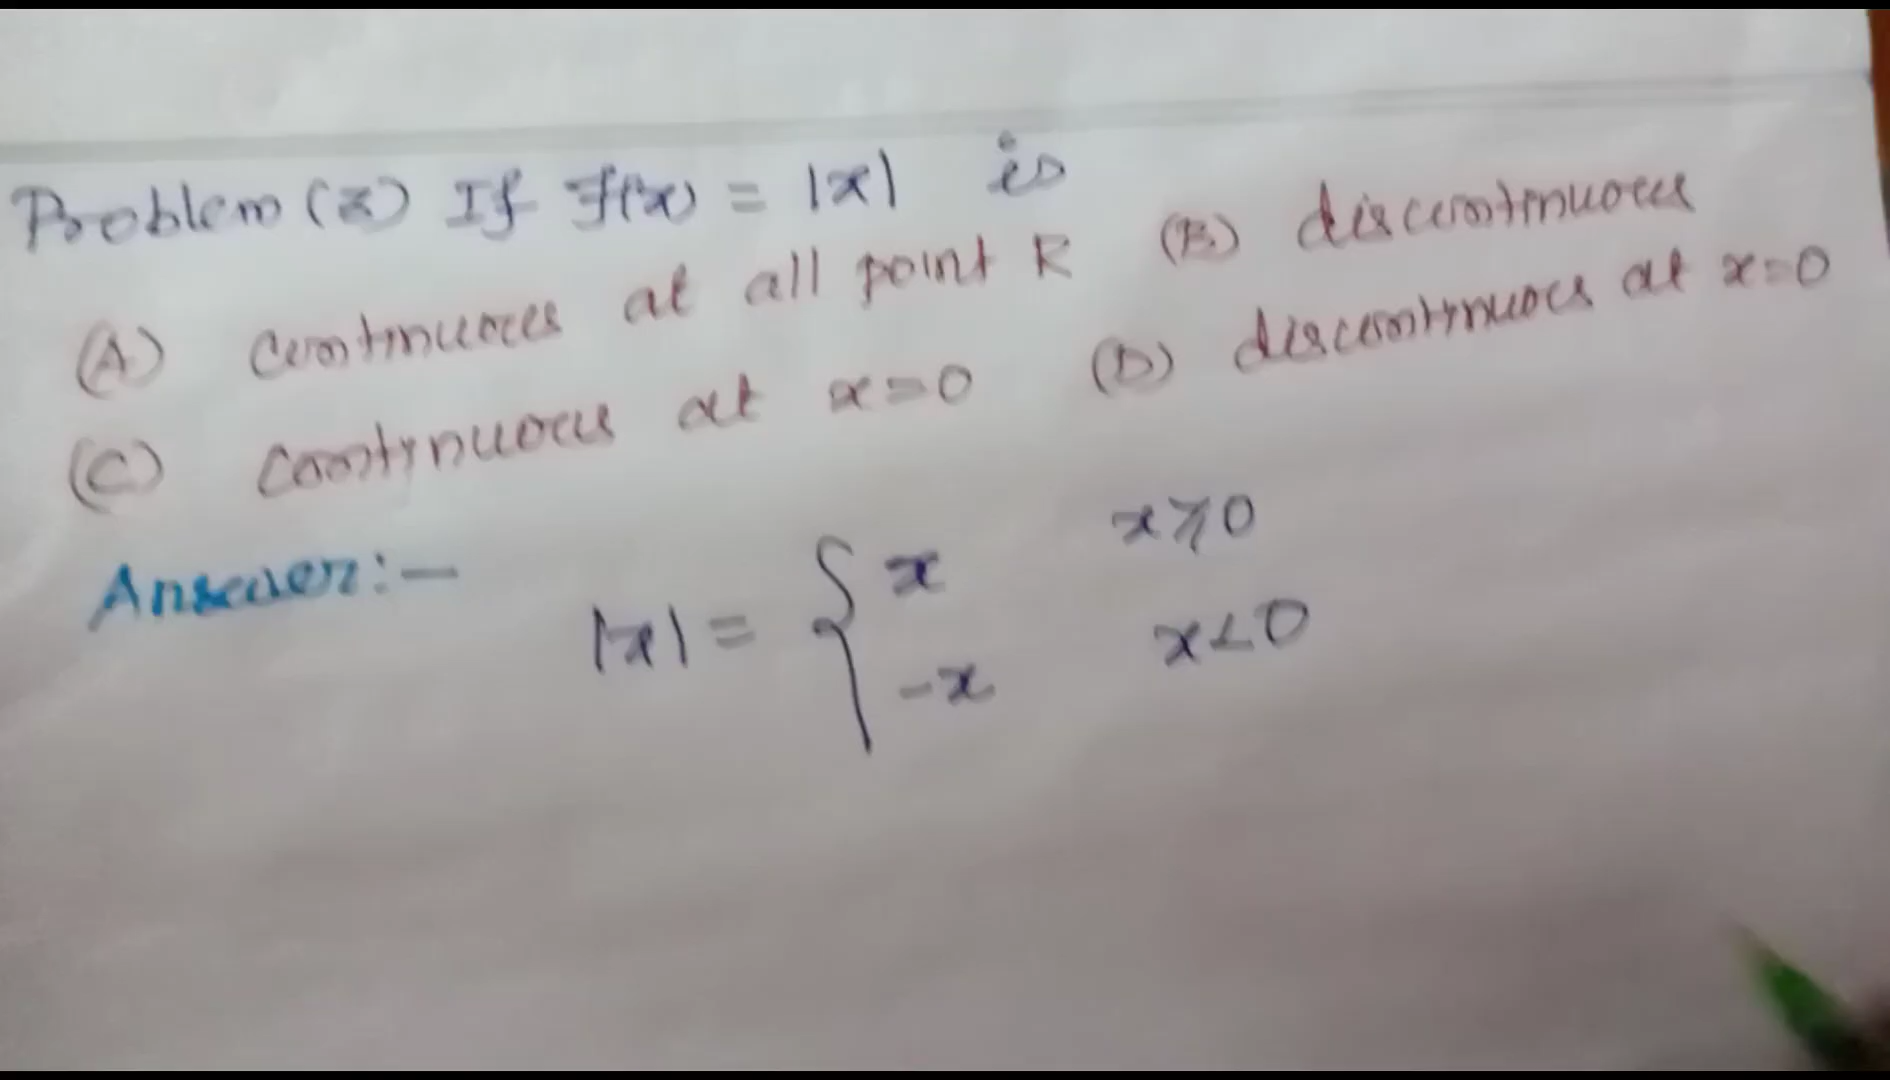 Problem (2) If f(x) = |x| is
(A) continuous at all point R (B) discontinuous
(C) continuous at x=0 (D) discontinuous at x=0
Answer:-
|x| = { x x⩾0
-x x<0